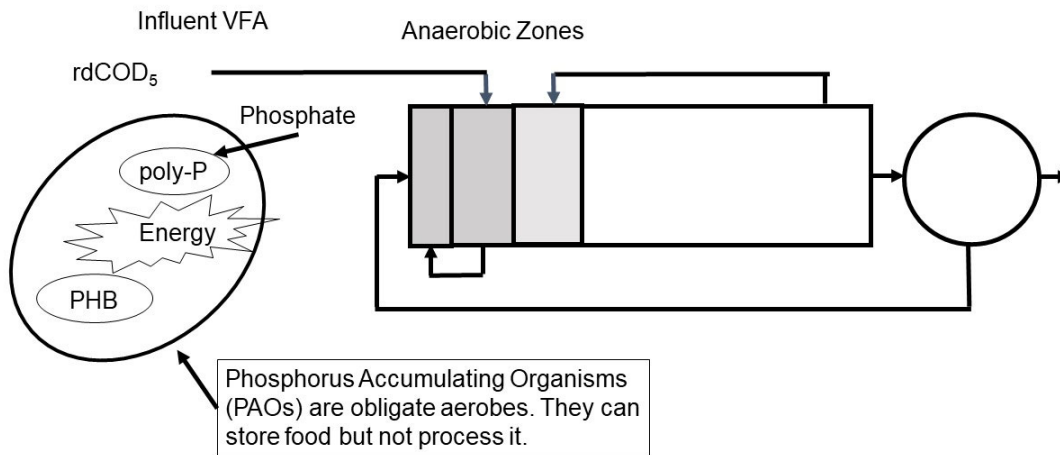 Influent VFA
Anaerobic Zones
rdCOD₅
Phosphate
poly-P
Energy
PHB
Phosphorus Accumulating Organisms
(PAOs) are obligate aerobes. They can
store food but not process it.